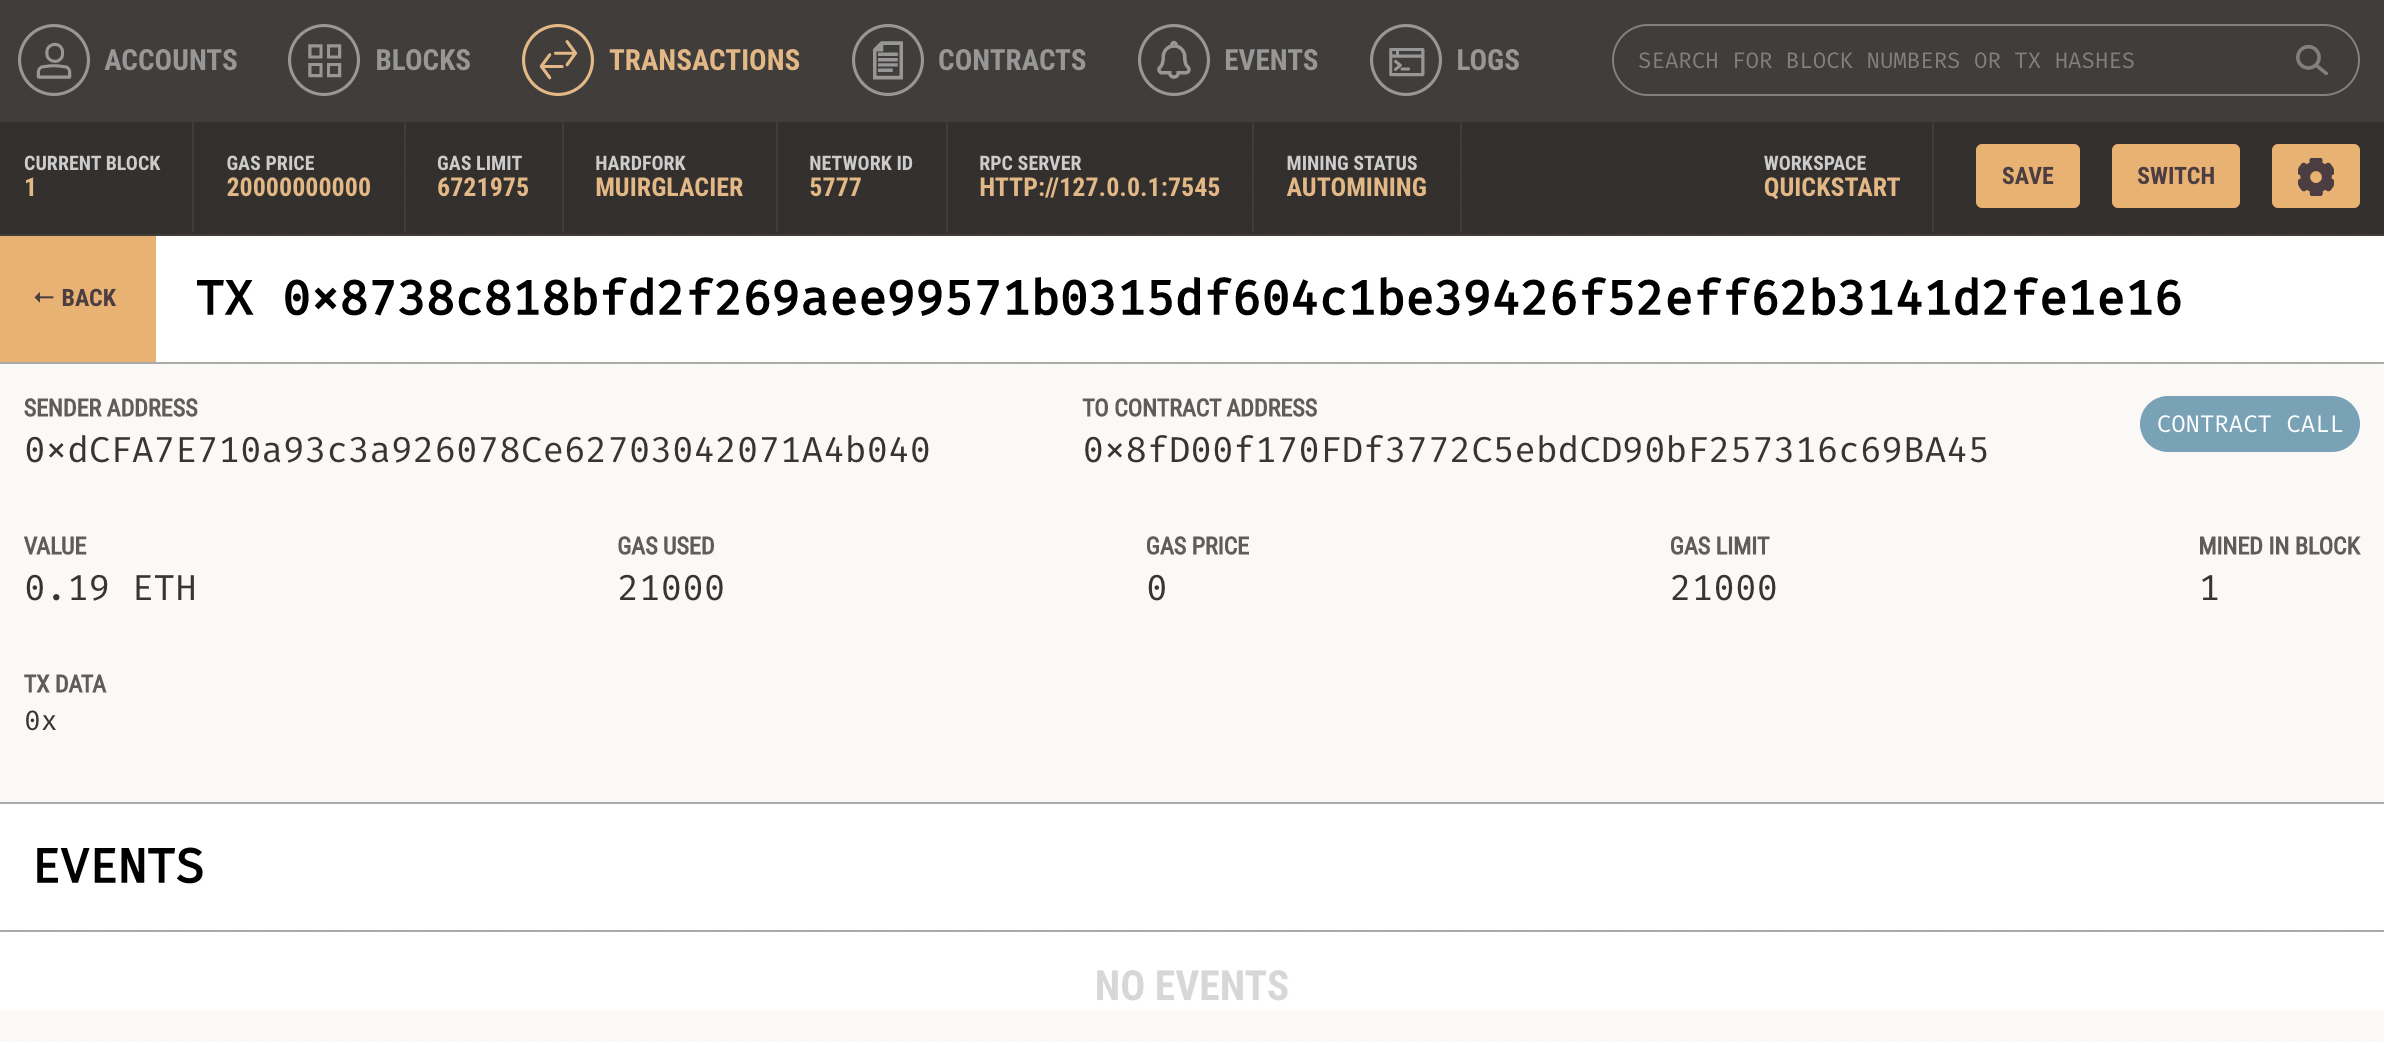 ACCOUNTS BLOCKS TRANSACTIONS CONTRACTS EVENTS LOGS SEARCH FOR BLOCK NUMBERS OR TX HASHES
CURRENT BLOCK GAS PRICE GAS LIMIT HARDFORK NETWORK ID RPC SERVER MINING STATUS WORKSPACE
1 20000000000 6721975 MUIRGLACIER 5777 HTTP://127.0.0.1:7545 AUTOMINING QUICKSTART SAVE SWITCH
← BACK TX 0×8738c818bfd2f269aee99571b0315df604c1be39426f52eff62b3141d2fe1e16
SENDER ADDRESS TO CONTRACT ADDRESS
0×dCFA7E710a93c3a926078Ce62703042071A4b040 0×8fD00f170FDf3772C5ebdCD90bF257316c69BA45 CONTRACT CALL
VALUE GAS USED GAS PRICE GAS LIMIT MINED IN BLOCK
0.19 ETH 21000 0 21000 1
TX DATA
0x
EVENTS
NO EVENTS